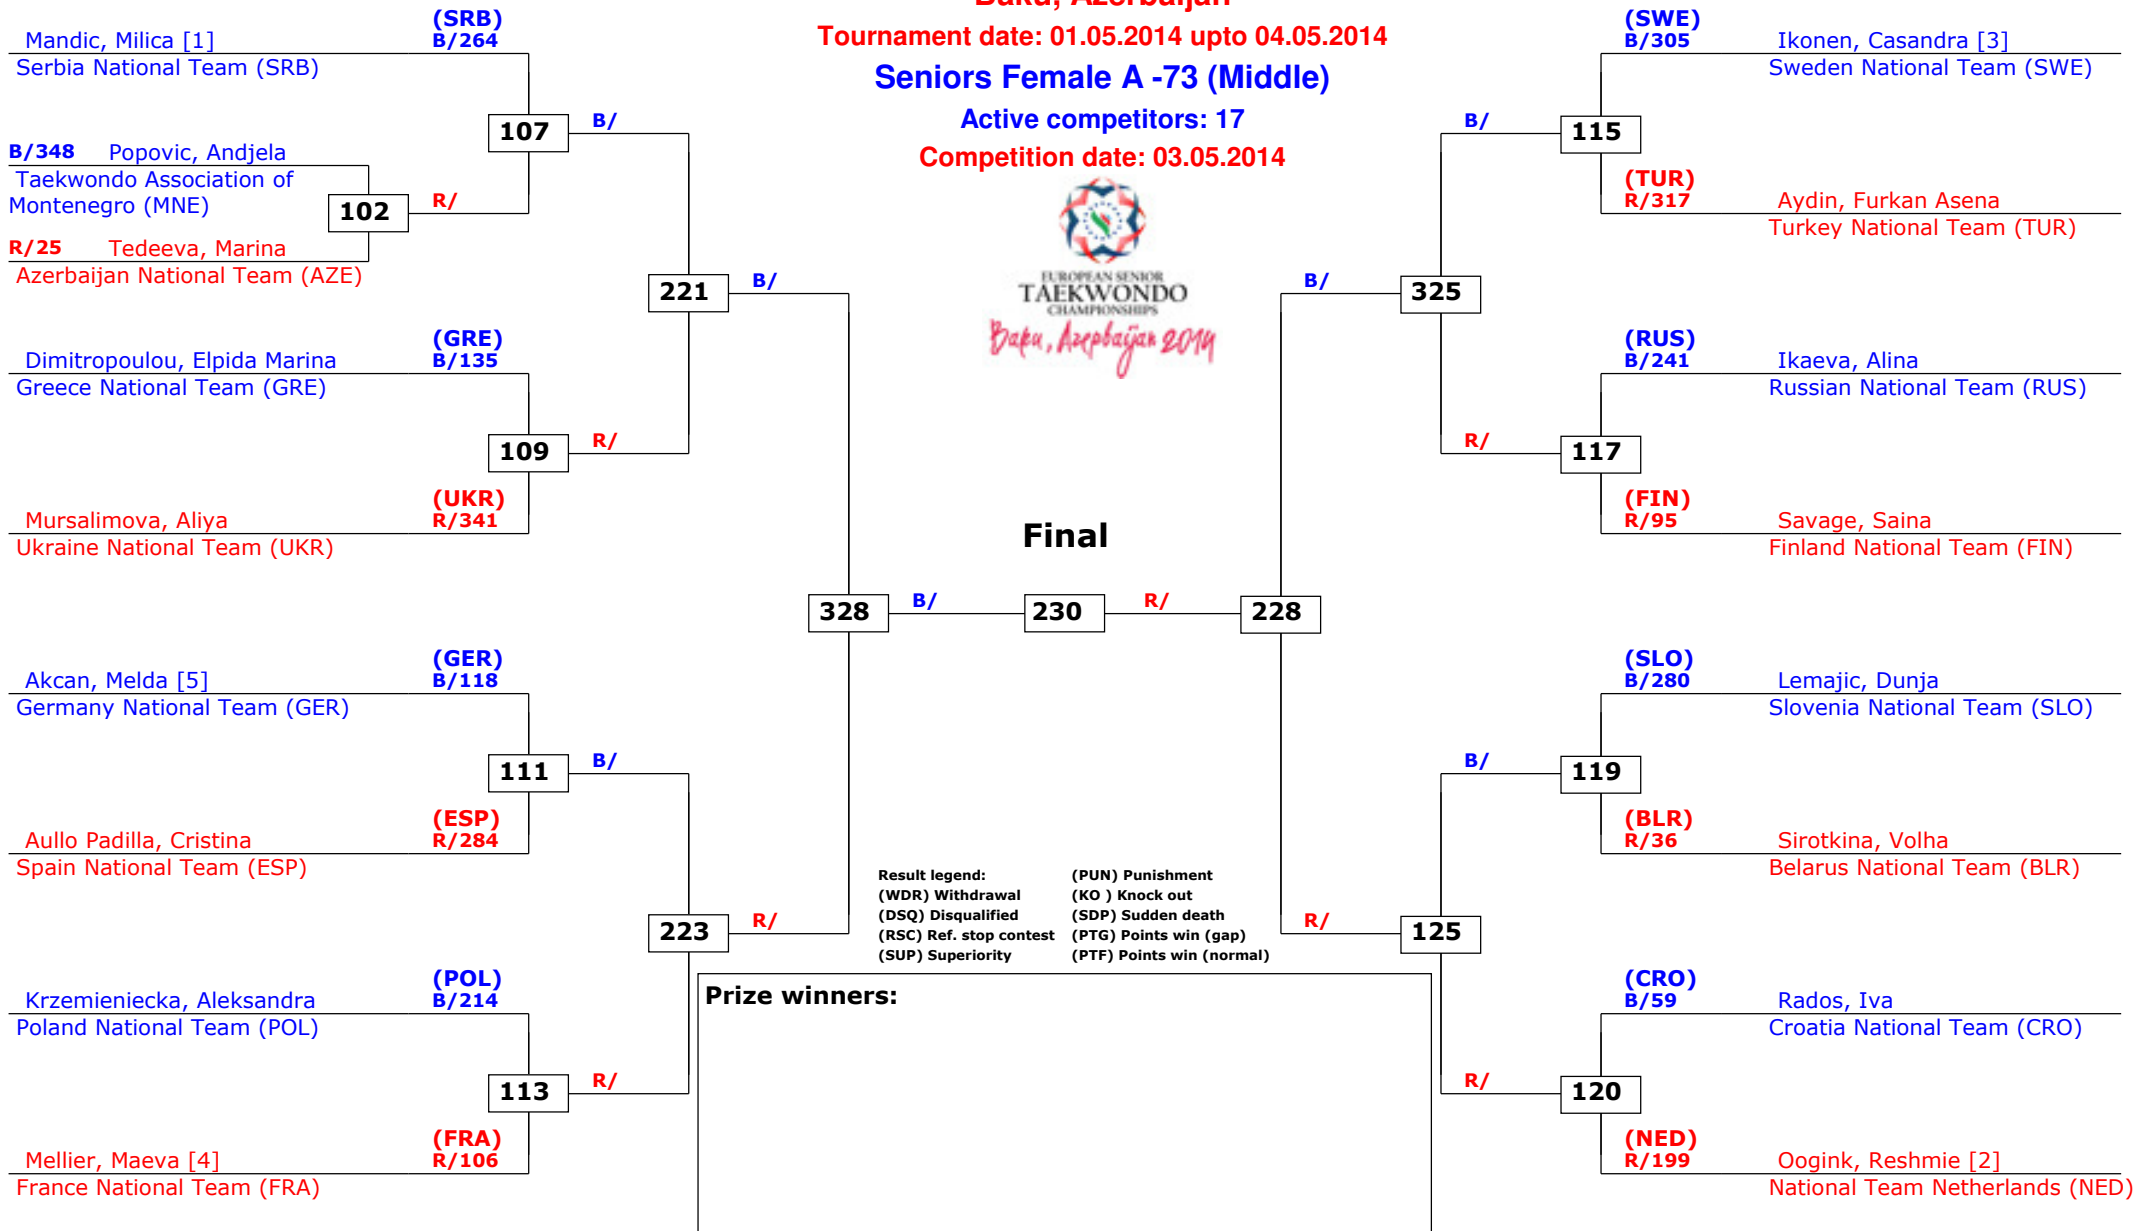 Baku, Azerbaijan
Tournament date: 01.05.2014 upto 04.05.2014
Seniors Female A -73 (Middle)
Active competitors: 17
Competition date: 03.05.2014
EUROPEAN SENIOR
TAEKWONDO
CHAMPIONSHIPS
Baku, Azerbaijan 2014
(SRB)
Mandic, Milica [1] B/264
Serbia National Team (SRB)
107 B/
B/348 Popovic, Andjela
Taekwondo Association of
Montenegro (MNE)
102 R/
R/25 Tedeeva, Marina
Azerbaijan National Team (AZE)
221 B/
(GRE)
Dimitropoulou, Elpida Marina B/135
Greece National Team (GRE)
109 R/
(UKR)
Mursalimova, Aliya R/341
Ukraine National Team (UKR)
328 B/
(GER)
Akcan, Melda [5] B/118
Germany National Team (GER)
111 B/
(ESP)
Aullo Padilla, Cristina R/284
Spain National Team (ESP)
223 R/
(POL)
Krzemieniecka, Aleksandra B/214
Poland National Team (POL)
113 R/
(FRA)
Mellier, Maeva [4] R/106
France National Team (FRA)
Final
230
(SWE)
B/305 Ikonen, Casandra [3]
Sweden National Team (SWE)
B/ 115
(TUR)
R/317 Aydin, Furkan Asena
Turkey National Team (TUR)
B/ 325
(RUS)
B/241 Ikaeva, Alina
Russian National Team (RUS)
R/ 117
(FIN)
R/95 Savage, Saina
Finland National Team (FIN)
R/ 228
(SLO)
B/280 Lemajic, Dunja
Slovenia National Team (SLO)
B/ 119
(BLR)
R/36 Sirotkina, Volha
Belarus National Team (BLR)
R/ 125
(CRO)
B/59 Rados, Iva
Croatia National Team (CRO)
R/ 120
(NED)
R/199 Oogink, Reshmie [2]
National Team Netherlands (NED)
Result legend: (PUN) Punishment
(WDR) Withdrawal (KO ) Knock out
(DSQ) Disqualified (SDP) Sudden death
(RSC) Ref. stop contest (PTG) Points win (gap)
(SUP) Superiority (PTF) Points win (normal)
Prize winners: